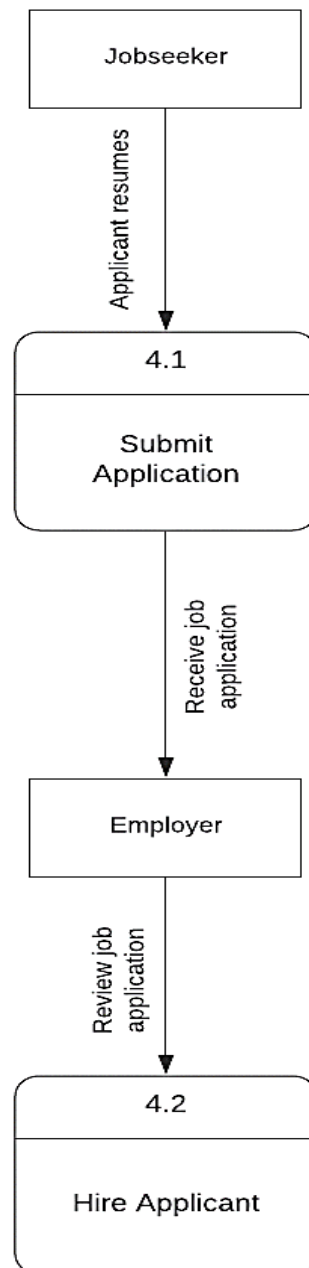 Jobseeker
Applicant resumes
4.1
Submit
Application
Receive job
application
Employer
Review job
application
4.2
Hire Applicant